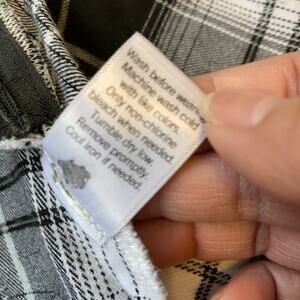 Wash before wearing
Machine wash cold
with like colors.
Only non-chlorine
bleach when needed.
Tumble dry low.
Remove promptly.
Cool iron if needed.